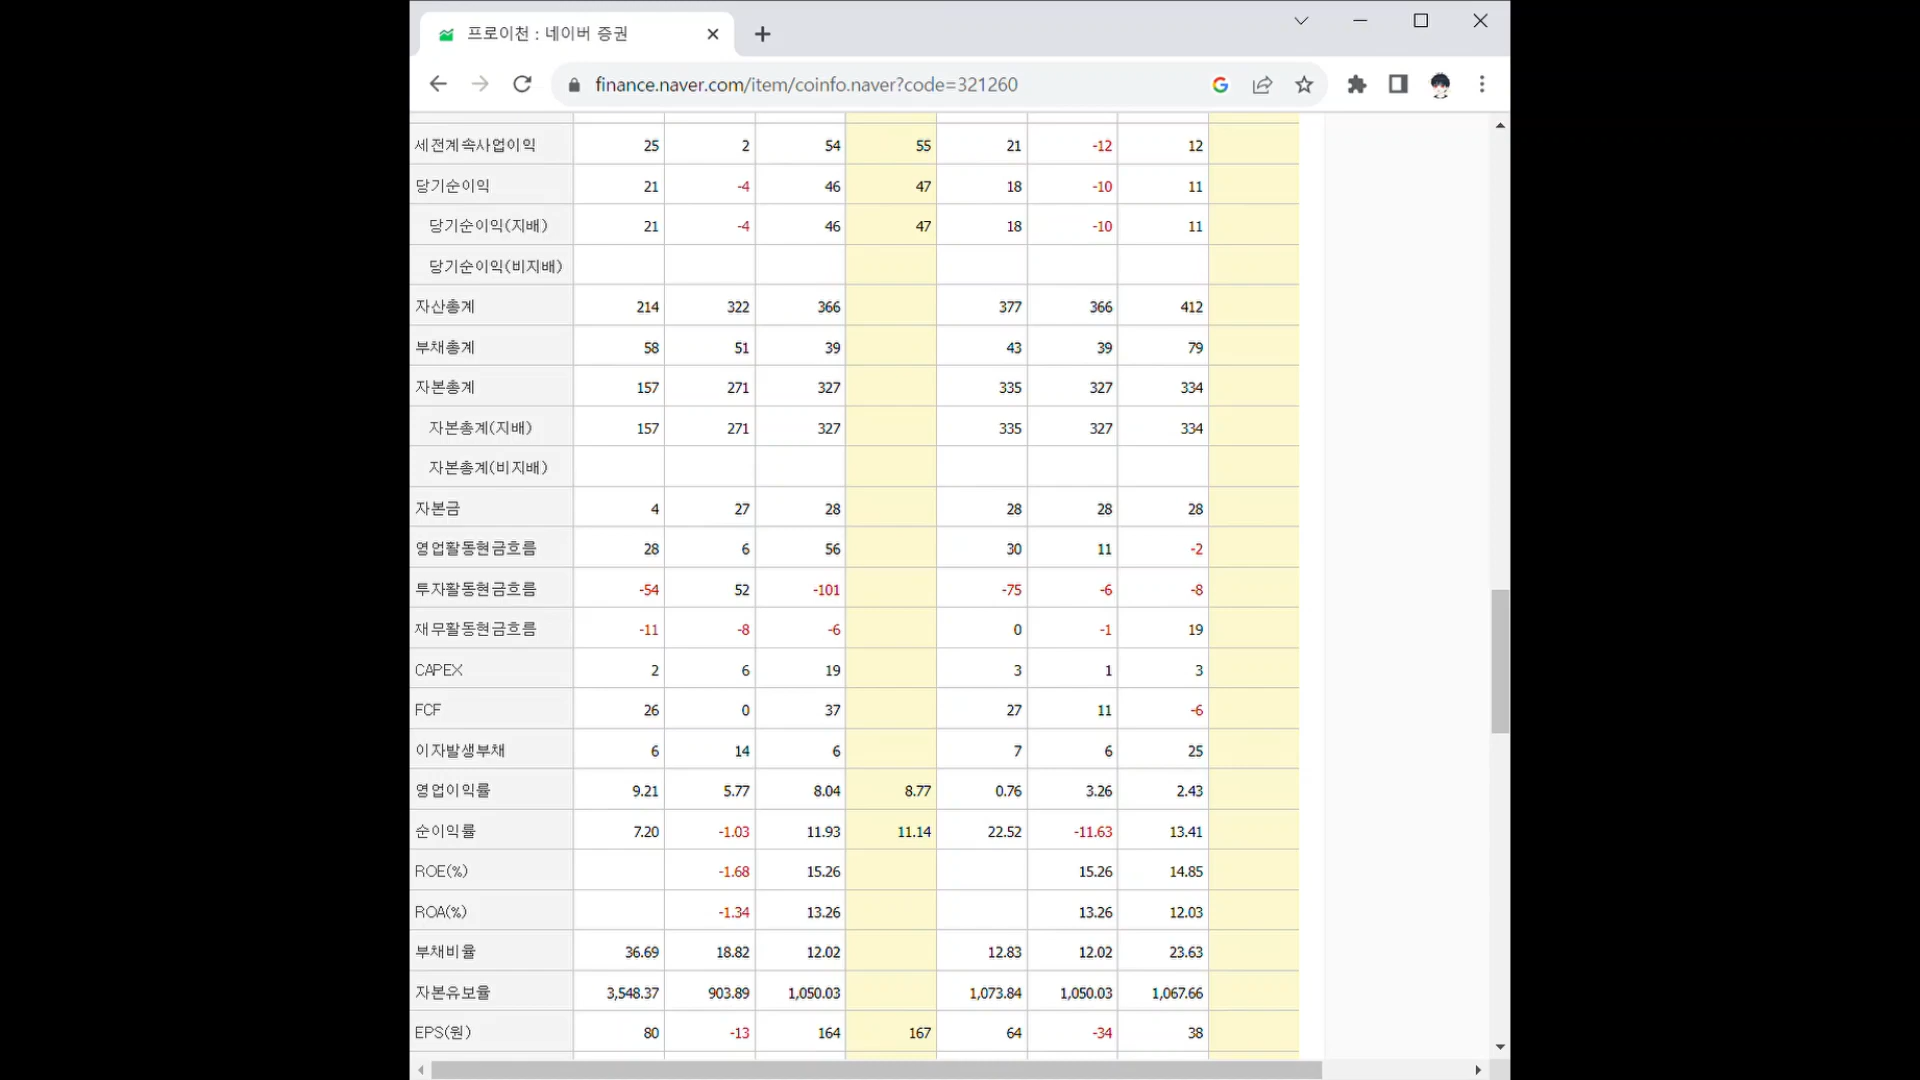 프로이천 : 네이버 증권
finance.naver.com/item/coinfo.naver?code=321260
세전계속사업이익 25 2 54 55 21 -12 12
당기순이익 21 -4 46 47 18 -10 11
당기순이익(지배) 21 -4 46 47 18 -10 11
당기순이익(비지배)
자산총계 214 322 366 377 366 412
부채총계 58 51 39 43 39 79
자본총계 157 271 327 335 327 334
자본총계(지배) 157 271 327 335 327 334
자본총계(비지배)
자본금 4 27 28 28 28 28
영업활동현금흐름 28 6 56 30 11 -2
투자활동현금흐름 -54 52 -101 -75 -6 -8
재무활동현금흐름 -11 -8 -6 0 -1 19
CAPEX 2 6 19 3 1 3
FCF 26 0 37 27 11 -6
이자발생부채 6 14 6 7 6 25
영업이익률 9.21 5.77 8.04 8.77 0.76 3.26 2.43
순이익률 7.20 -1.03 11.93 11.14 22.52 -11.63 13.41
ROE(%) -1.68 15.26 15.26 14.85
ROA(%) -1.34 13.26 13.26 12.03
부채비율 36.69 18.82 12.02 12.83 12.02 23.63
자본유보율 3,548.37 903.89 1,050.03 1,073.84 1,050.03 1,067.66
EPS(원) 80 -13 164 167 64 -34 38